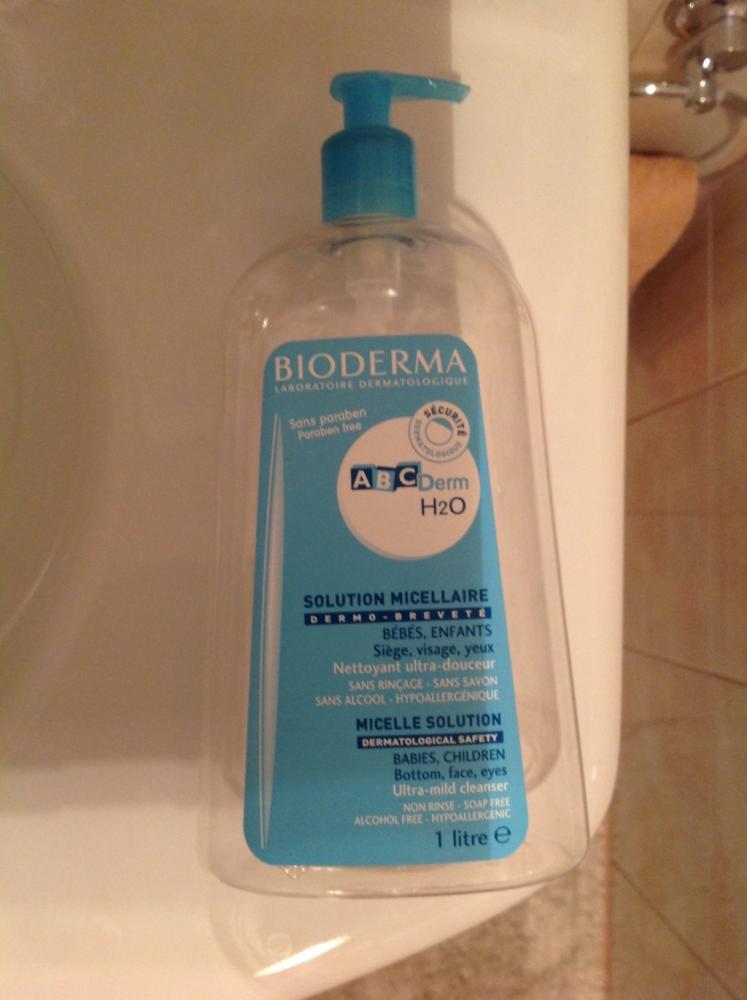 BIODERMA
LABORATOIRE DERMATOLOGIQUE
Sans paraben
Paraben free
SÉCURITÉ
DERMATOLOGIQUE
ABCDerm
H2O
SOLUTION MICELLAIRE
DERMO-BREVETÉ
BÉBÉS, ENFANTS
Siège, visage, yeux
Nettoyant ultra-douceur
SANS RINÇAGE - SANS SAVON
SANS ALCOOL - HYPOALLERGÉNIQUE
MICELLE SOLUTION
DERMATOLOGICAL SAFETY
BABIES, CHILDREN
Bottom, face, eyes
Ultra-mild cleanser
NON RINSE - SOAP FREE
ALCOHOL FREE - HYPOALLERGENIC
1 litre e